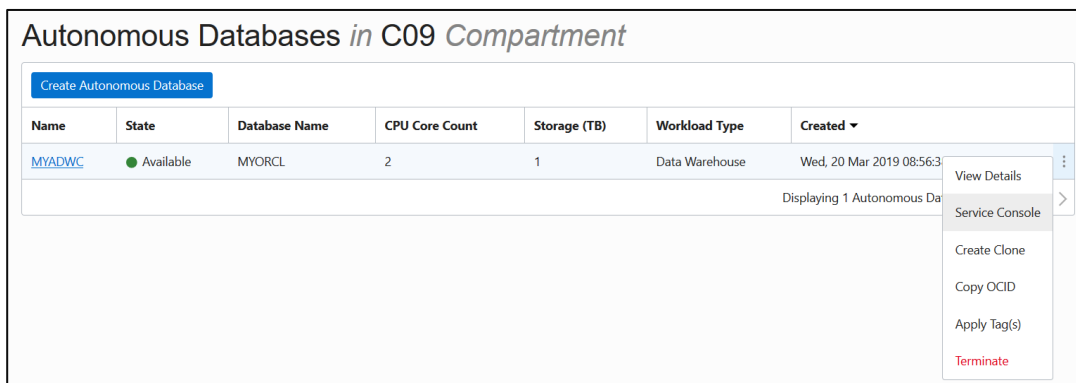 Autonomous Databases in C09 Compartment
Create Autonomous Database
Name State Database Name CPU Core Count Storage (TB) Workload Type Created
MYADWC Available MYORCL 2 1 Data Warehouse Wed, 20 Mar 2019 08:56:3
Displaying 1 Autonomous Da
View Details
Service Console
Create Clone
Copy OCID
Apply Tag(s)
Terminate